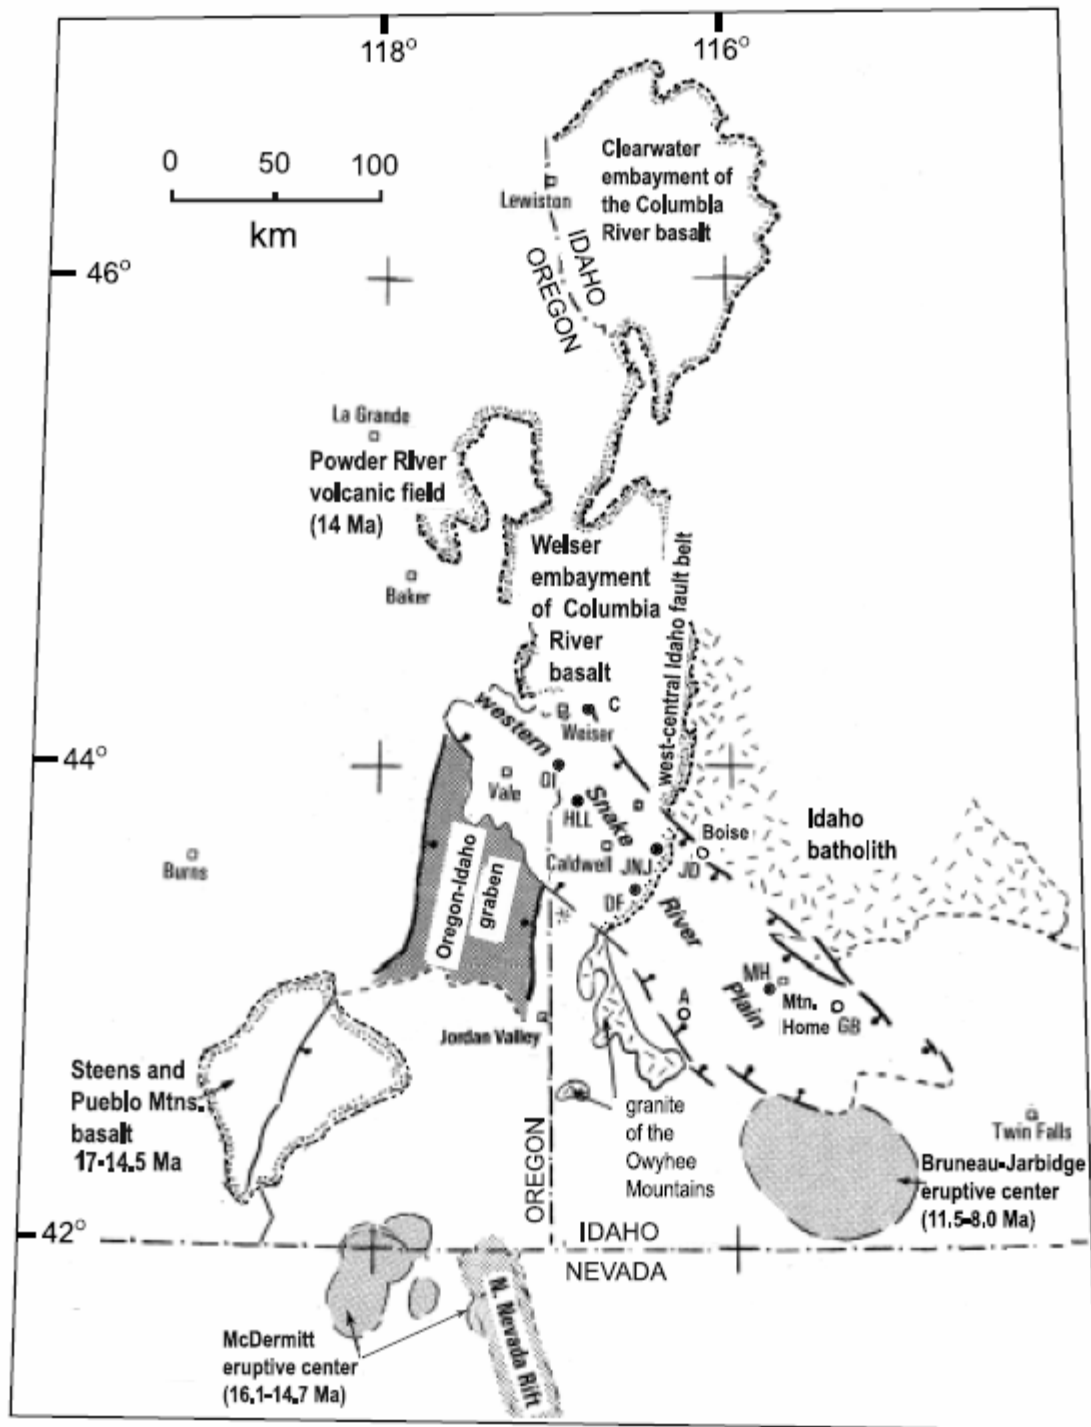 118°
116°
0 50 100
km
Clearwater
embayment of
the Columbia
River basalt
Lewiston
IDAHO
OREGON
46°
La Grande
Powder River
volcanic field
(14 Ma)
Baker
Weiser
embayment
of Columbia
River
basalt
west-central Idaho fault belt
western
Snake
River
Plain
C
Weiser
44°
OI
Vale
HLL
Boise
Idaho
batholith
Caldwell
JNJ
JD
DF
Burns
Oregon-Idaho
graben
MH
Mtn.
Home
GB
A
Jordan Valley
Steens and
Pueblo Mtns.
basalt
17-14.5 Ma
granite
of the
Owyhee
Mountains
Twin Falls
Bruneau-Jarbidge
eruptive center
(11.5-8.0 Ma)
OREGON
42°
IDAHO
NEVADA
N. Nevada Rift
McDermitt
eruptive center
(16.1-14.7 Ma)